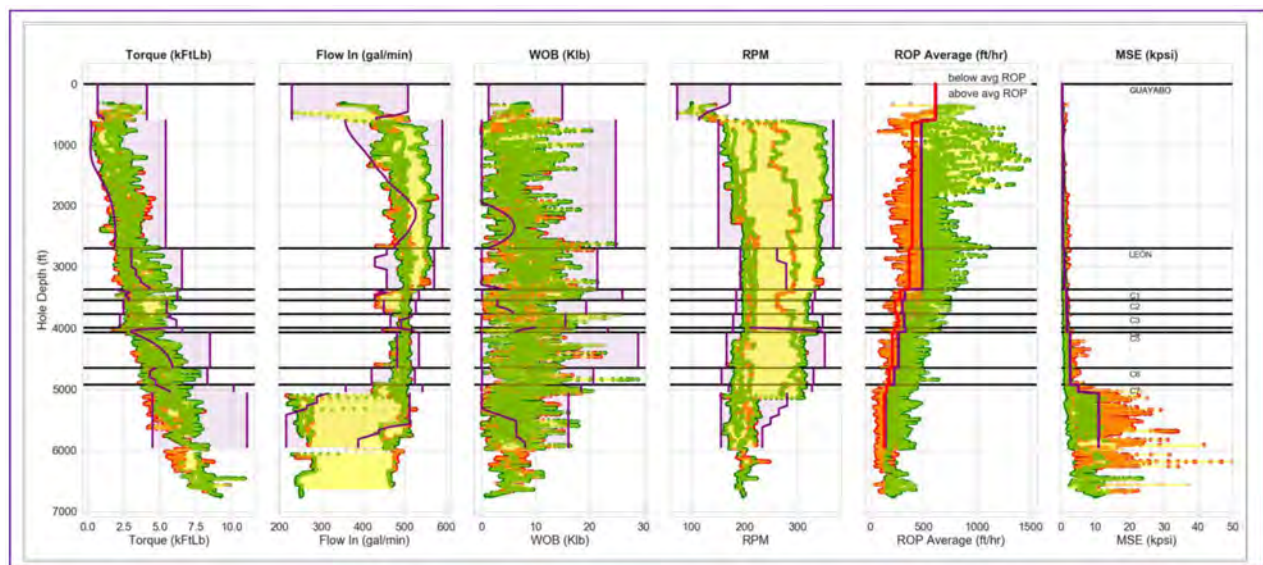 Torque (kFtLb) Flow In (gal/min) WOB (Klb) RPM ROP Average (ft/hr) MSE (kpsi)
0 below avg ROP GUAYABO
above avg ROP
1000
2000
LEÓN
3000
C1
C2
C3
4000
C5
C6
5000
C7
6000
7000
Hole Depth (ft)
0.0 2.5 5.0 7.5 10.0 200 300 400 500 600 0 10 20 30 100 200 300 0 500 1000 1500 0 10 20 30 40 50
Torque (kFtLb) Flow In (gal/min) WOB (Klb) RPM ROP Average (ft/hr) MSE (kpsi)